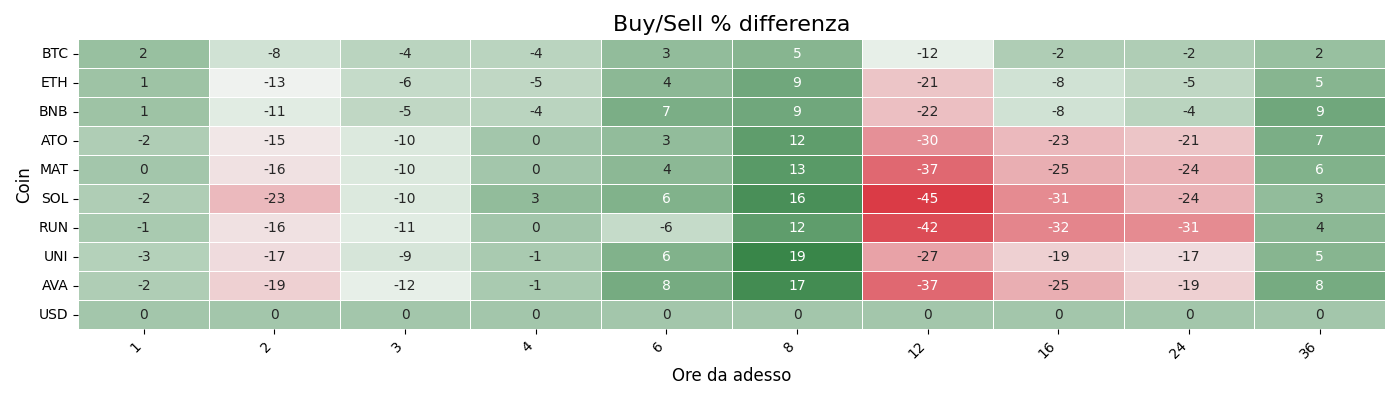 Buy/Sell % differenza
Coin
BTC 2 -8 -4 -4 3 5 -12 -2 -2 2
ETH 1 -13 -6 -5 4 9 -21 -8 -5 5
BNB 1 -11 -5 -4 7 9 -22 -8 -4 9
ATO -2 -15 -10 0 3 12 -30 -23 -21 7
MAT 0 -16 -10 0 4 13 -37 -25 -24 6
SOL -2 -23 -10 3 6 16 -45 -31 -24 3
RUN -1 -16 -11 0 -6 12 -42 -32 -31 4
UNI -3 -17 -9 -1 6 19 -27 -19 -17 5
AVA -2 -19 -12 -1 8 17 -37 -25 -19 8
USD 0 0 0 0 0 0 0 0 0 0
1 2 3 4 6 8 12 16 24 36
Ore da adesso